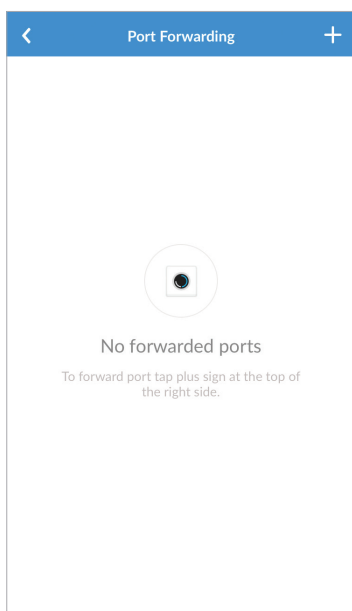 Port Forwarding
No forwarded ports
To forward port tap plus sign at the top of
the right side.